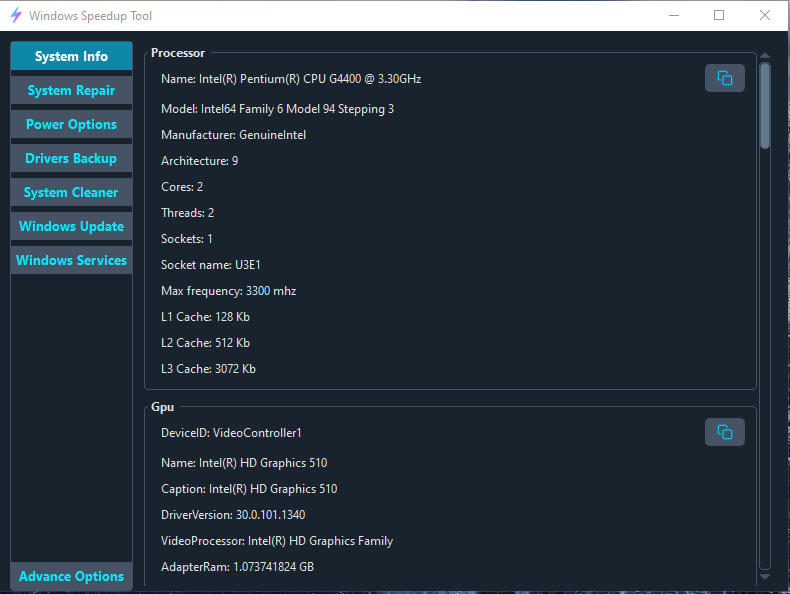 Windows Speedup Tool
System Info
System Repair
Power Options
Drivers Backup
System Cleaner
Windows Update
Windows Services
Advance Options
Processor
Name: Intel(R) Pentium(R) CPU G4400 @ 3.30GHz
Model: Intel64 Family 6 Model 94 Stepping 3
Manufacturer: GenuineIntel
Architecture: 9
Cores: 2
Threads: 2
Sockets: 1
Socket name: U3E1
Max frequency: 3300 mhz
L1 Cache: 128 Kb
L2 Cache: 512 Kb
L3 Cache: 3072 Kb
Gpu
DeviceID: VideoController1
Name: Intel(R) HD Graphics 510
Caption: Intel(R) HD Graphics 510
DriverVersion: 30.0.101.1340
VideoProcessor: Intel(R) HD Graphics Family
AdapterRam: 1.073741824 GB